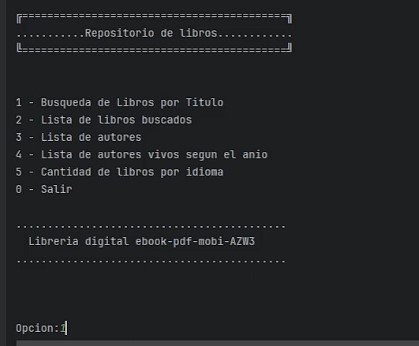 ╔==========================================╗
...........Repositorio de libros............
╚==========================================╝
1 - Busqueda de Libros por Titulo
2 - Lista de libros buscados
3 - Lista de autores
4 - Lista de autores vivos segun el anio
5 - Cantidad de libros por idioma
0 - Salir
...........................................
Libreria digital ebook-pdf-mobi-AZW3
...........................................
Opcion:1